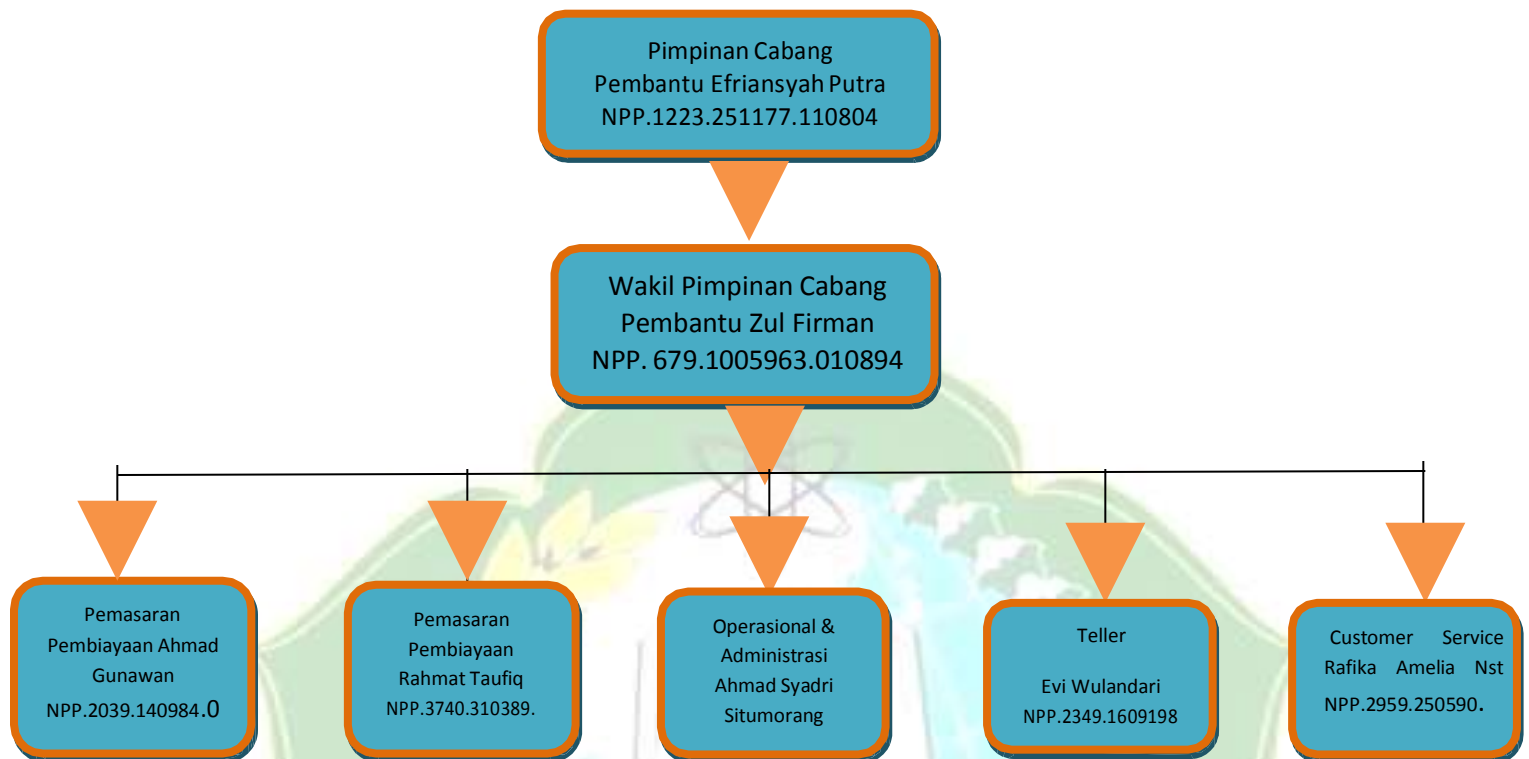 Pimpinan Cabang
Pembantu Efriansyah Putra
NPP.1223.251177.110804
Wakil Pimpinan Cabang
Pembantu Zul Firman
NPP. 679.1005963.010894
Pemasaran
Pembiayaan Ahmad
Gunawan
NPP.2039.140984.0
Pemasaran
Pembiayaan
Rahmat Taufiq
NPP.3740.310389.
Operasional &
Administrasi
Ahmad Syadri
Situmorang
Teller
Evi Wulandari
NPP.2349.1609198
Customer Service
Rafika Amelia Nst
NPP.2959.250590.